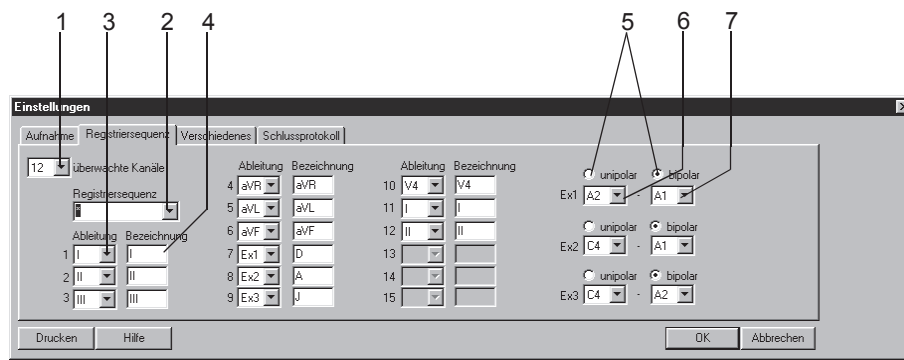 1 3 2 4 5 6 7
Einstellungen
Aufnahme Registriersequenz Verschiedenes Schlussprotokoll
12 überwachte Kanäle
Registriersequenz
*
Ableitung Bezeichnung
1 I I
2 II II
3 III III
Ableitung Bezeichnung
4 aVR aVR
5 aVL aVL
6 aVF aVF
7 Ex1 D
8 Ex2 A
9 Ex3 J
Ableitung Bezeichnung
10 V4 V4
11 I I
12 II II
13
14
15
unipolar bipolar
Ex1 A2 - A1
unipolar bipolar
Ex2 C4 - A1
unipolar bipolar
Ex3 C4 - A2
Drucken Hilfe OK Abbrechen